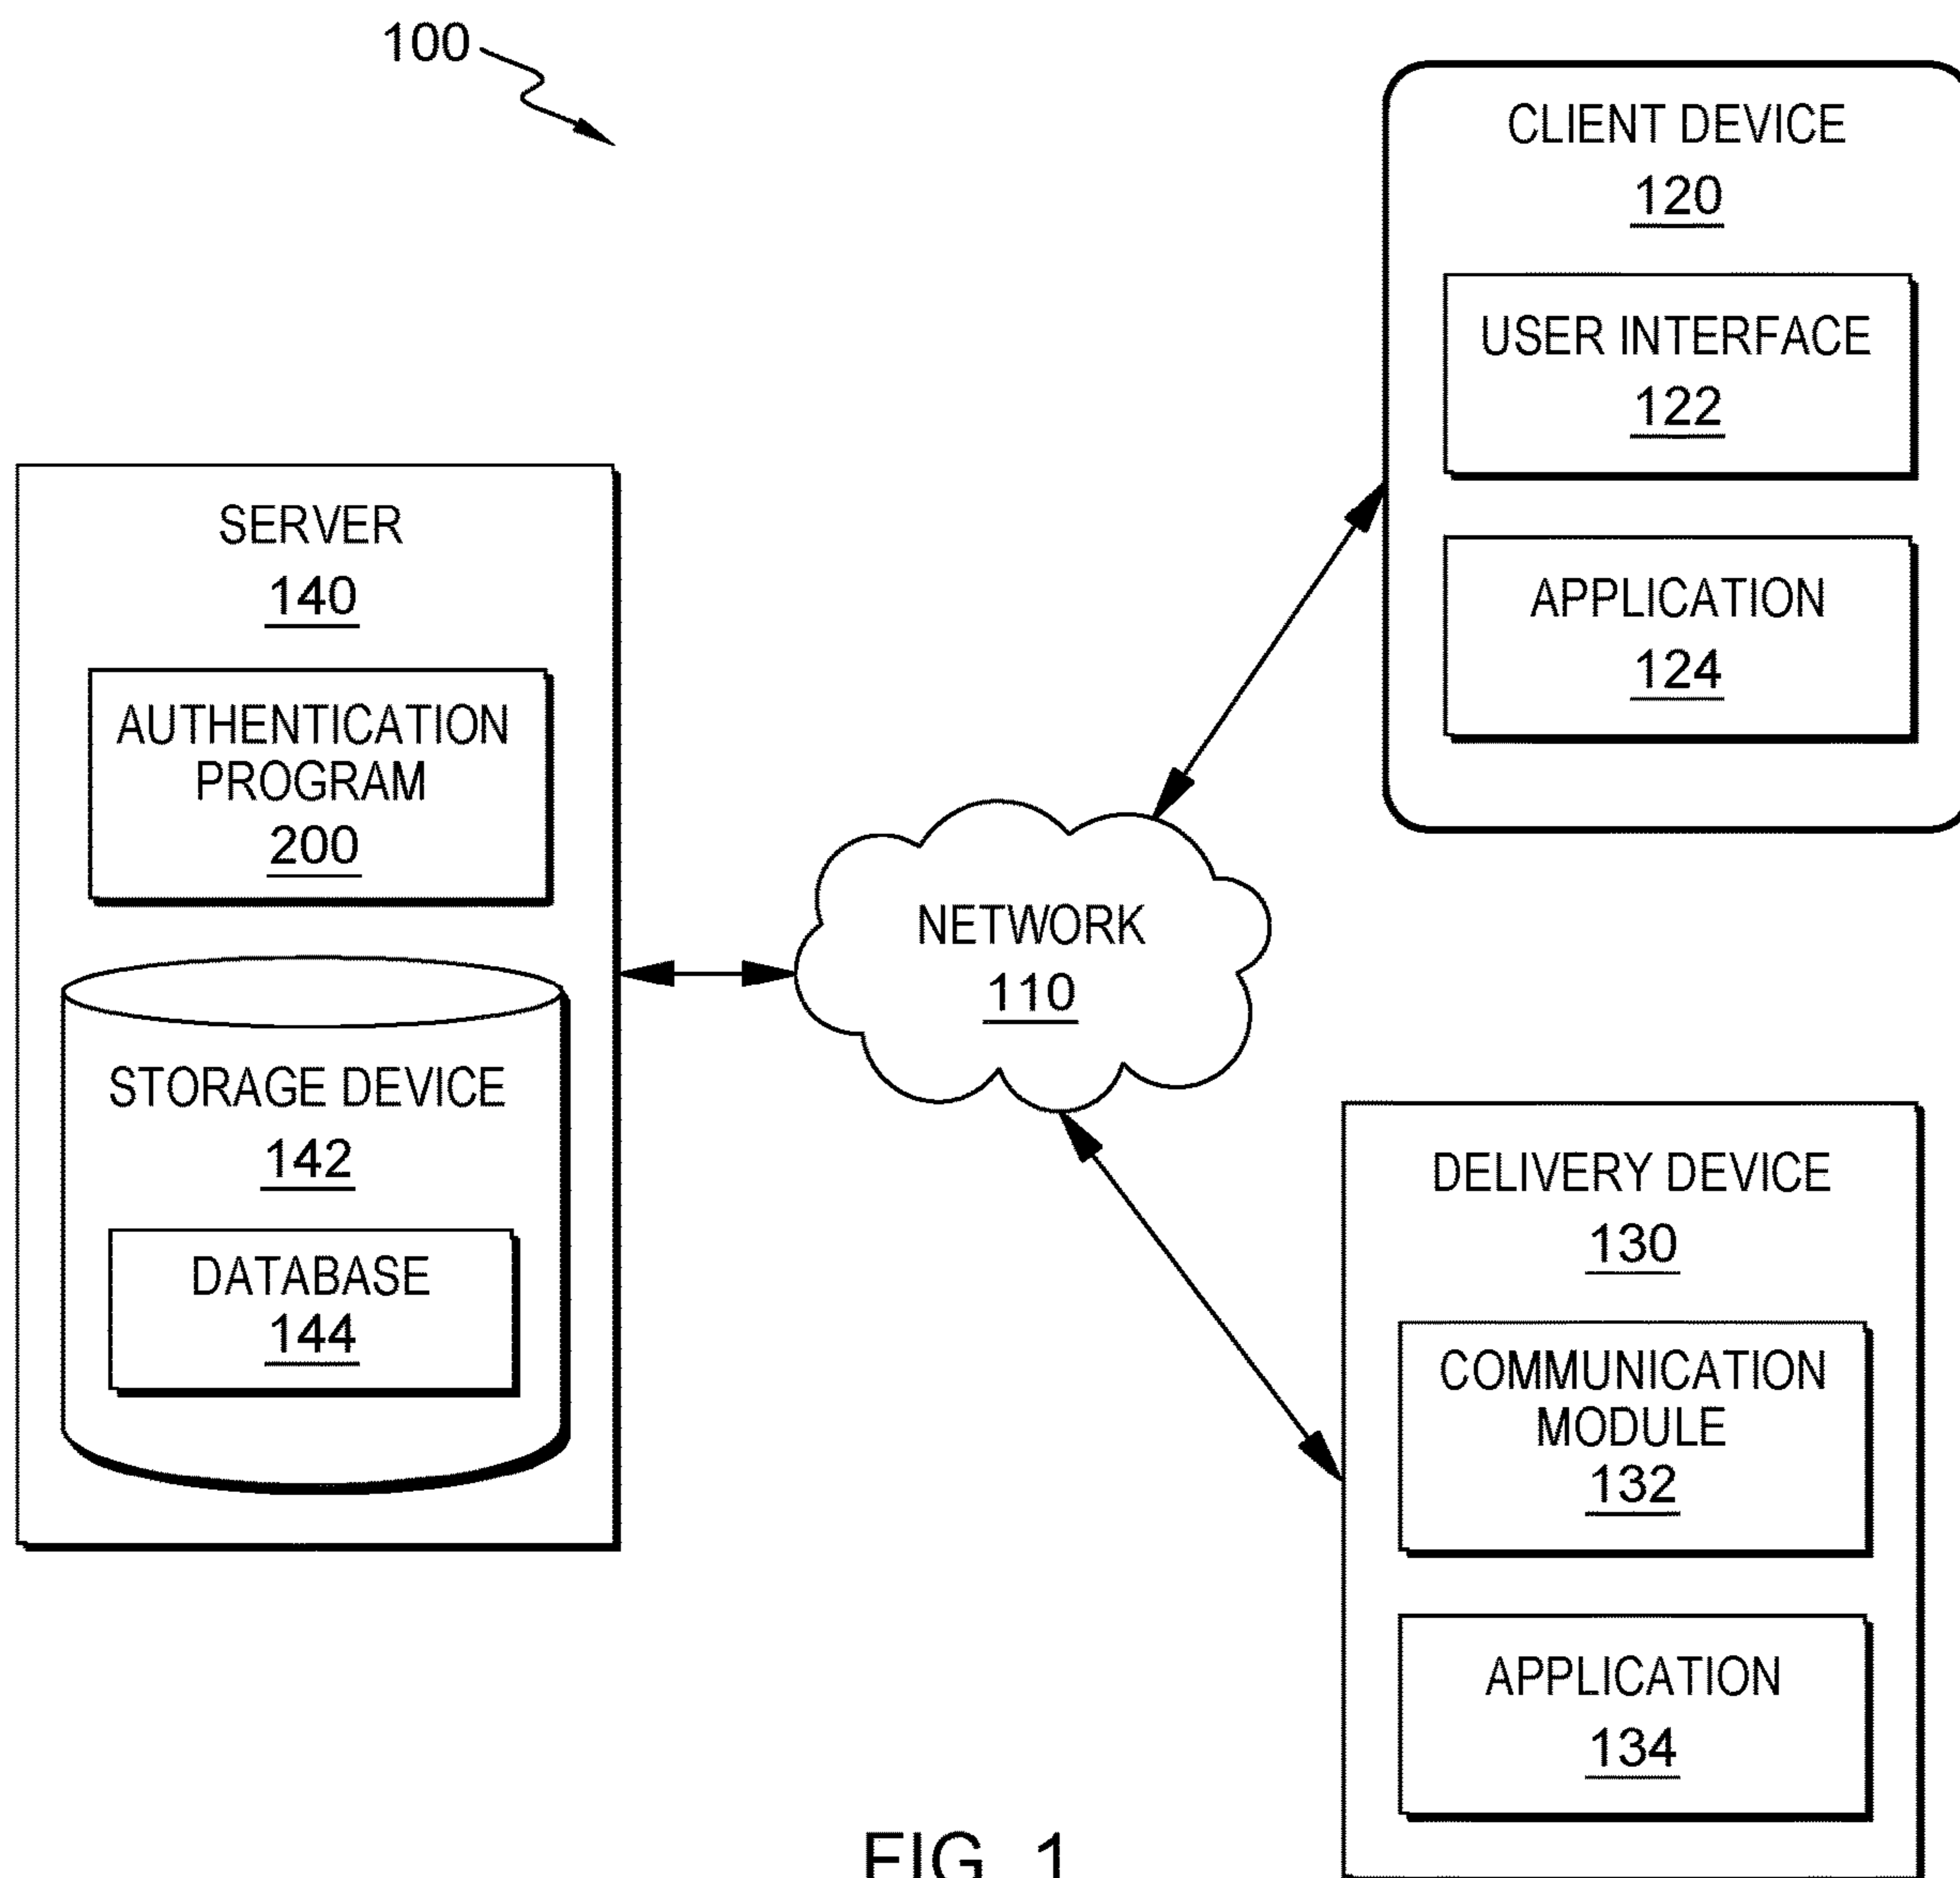 100
CLIENT DEVICE
120
USER INTERFACE
122
APPLICATION
124
SERVER
140
AUTHENTICATION
PROGRAM
200
STORAGE DEVICE
142
DATABASE
144
NETWORK
110
DELIVERY DEVICE
130
COMMUNICATION
MODULE
132
APPLICATION
134
FIG. 1